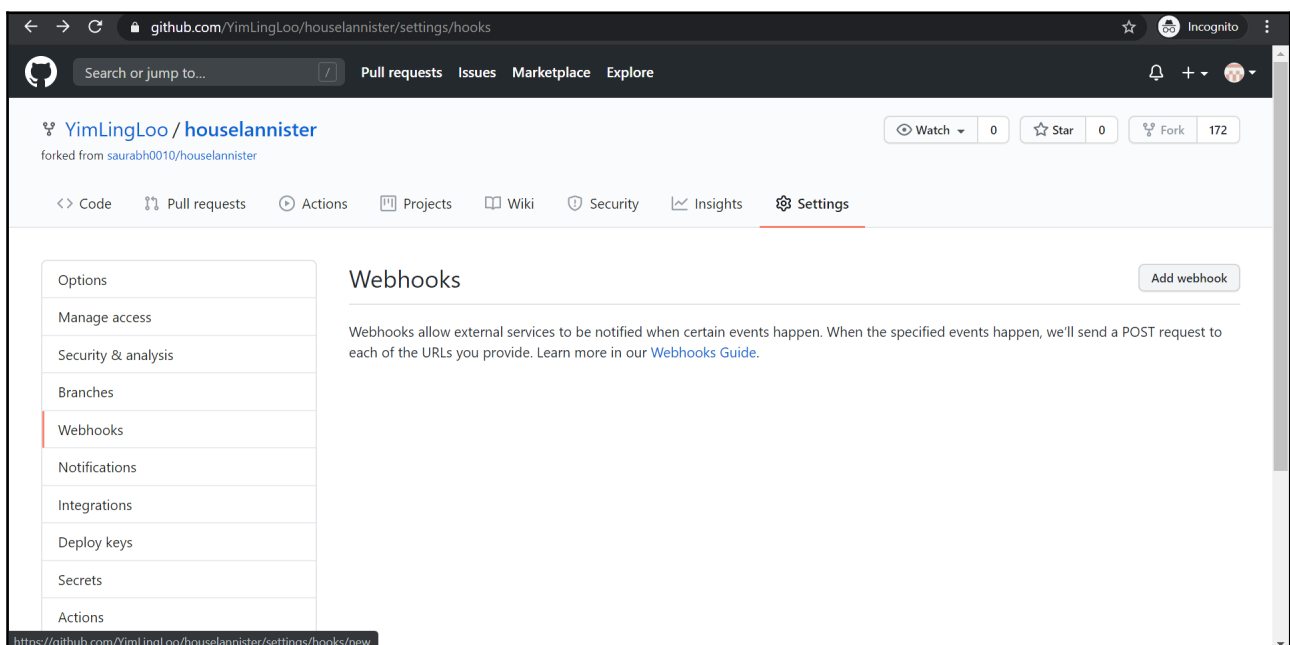 github.com/YimLingLoo/houselannister/settings/hooks
Incognito
Search or jump to...
/
Pull requests Issues Marketplace Explore
YimLingLoo / houselannister
Watch 0 Star 0 Fork 172
forked from saurabh0010/houselannister
<> Code Pull requests Actions Projects Wiki Security Insights Settings
Options
Manage access
Security & analysis
Branches
Webhooks
Notifications
Integrations
Deploy keys
Secrets
Actions
Webhooks
Add webhook
Webhooks allow external services to be notified when certain events happen. When the specified events happen, we'll send a POST request to
each of the URLs you provide. Learn more in our Webhooks Guide.
https://github.com/YimLingLoo/houselannister/settings/hooks/new